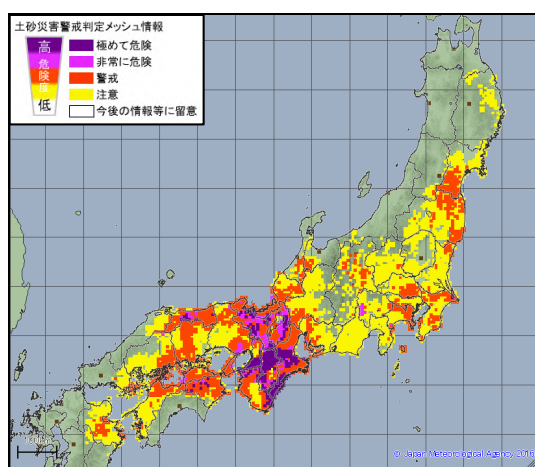 土砂災害警戒判定メッシュ情報
高
危険度
低
極めて危険
非常に危険
警戒
注意
今後の情報等に留意
© Japan Meteorological Agency 2016